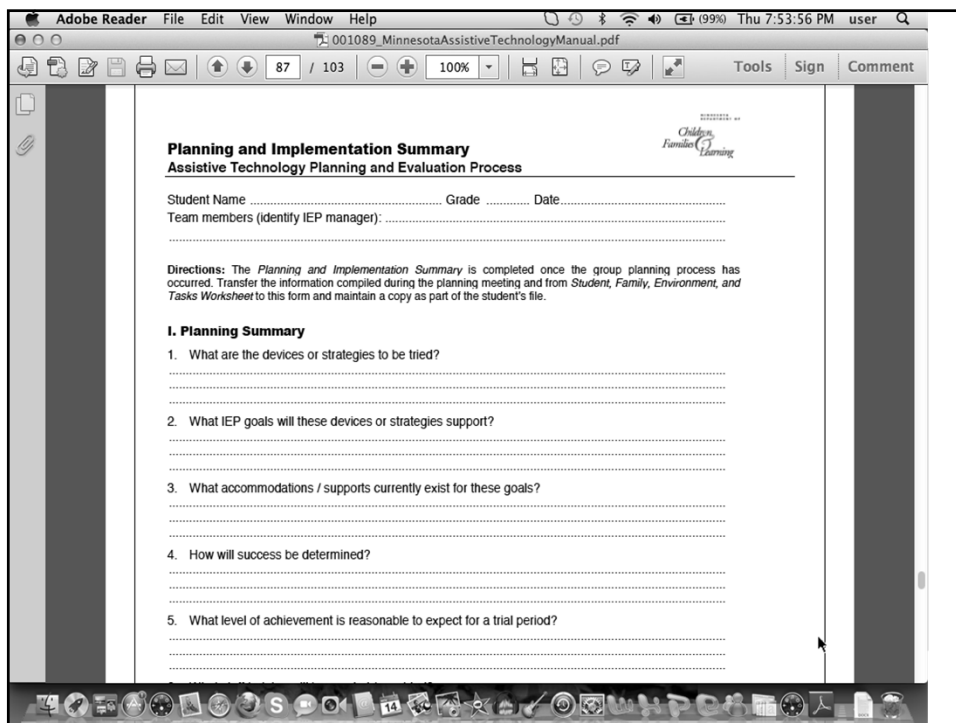 Adobe Reader File Edit View Window Help (99%) Thu 7:53:56 PM user
001089_MinnesotaAssistiveTechnologyManual.pdf
87 / 103 100% Tools Sign Comment
MINNESOTA
DEPARTMENT OF
Children,
Families &
Learning
Planning and Implementation Summary
Assistive Technology Planning and Evaluation Process
Student Name ........................................................ Grade ............. Date.................................................
Team members (identify IEP manager): .....................................................................................................
Directions: The Planning and Implementation Summary is completed once the group planning process has
occurred. Transfer the information compiled during the planning meeting and from Student, Family, Environment, and
Tasks Worksheet to this form and maintain a copy as part of the student's file.
I. Planning Summary
1. What are the devices or strategies to be tried?
2. What IEP goals will these devices or strategies support?
3. What accommodations / supports currently exist for these goals?
4. How will success be determined?
5. What level of achievement is reasonable to expect for a trial period?
14